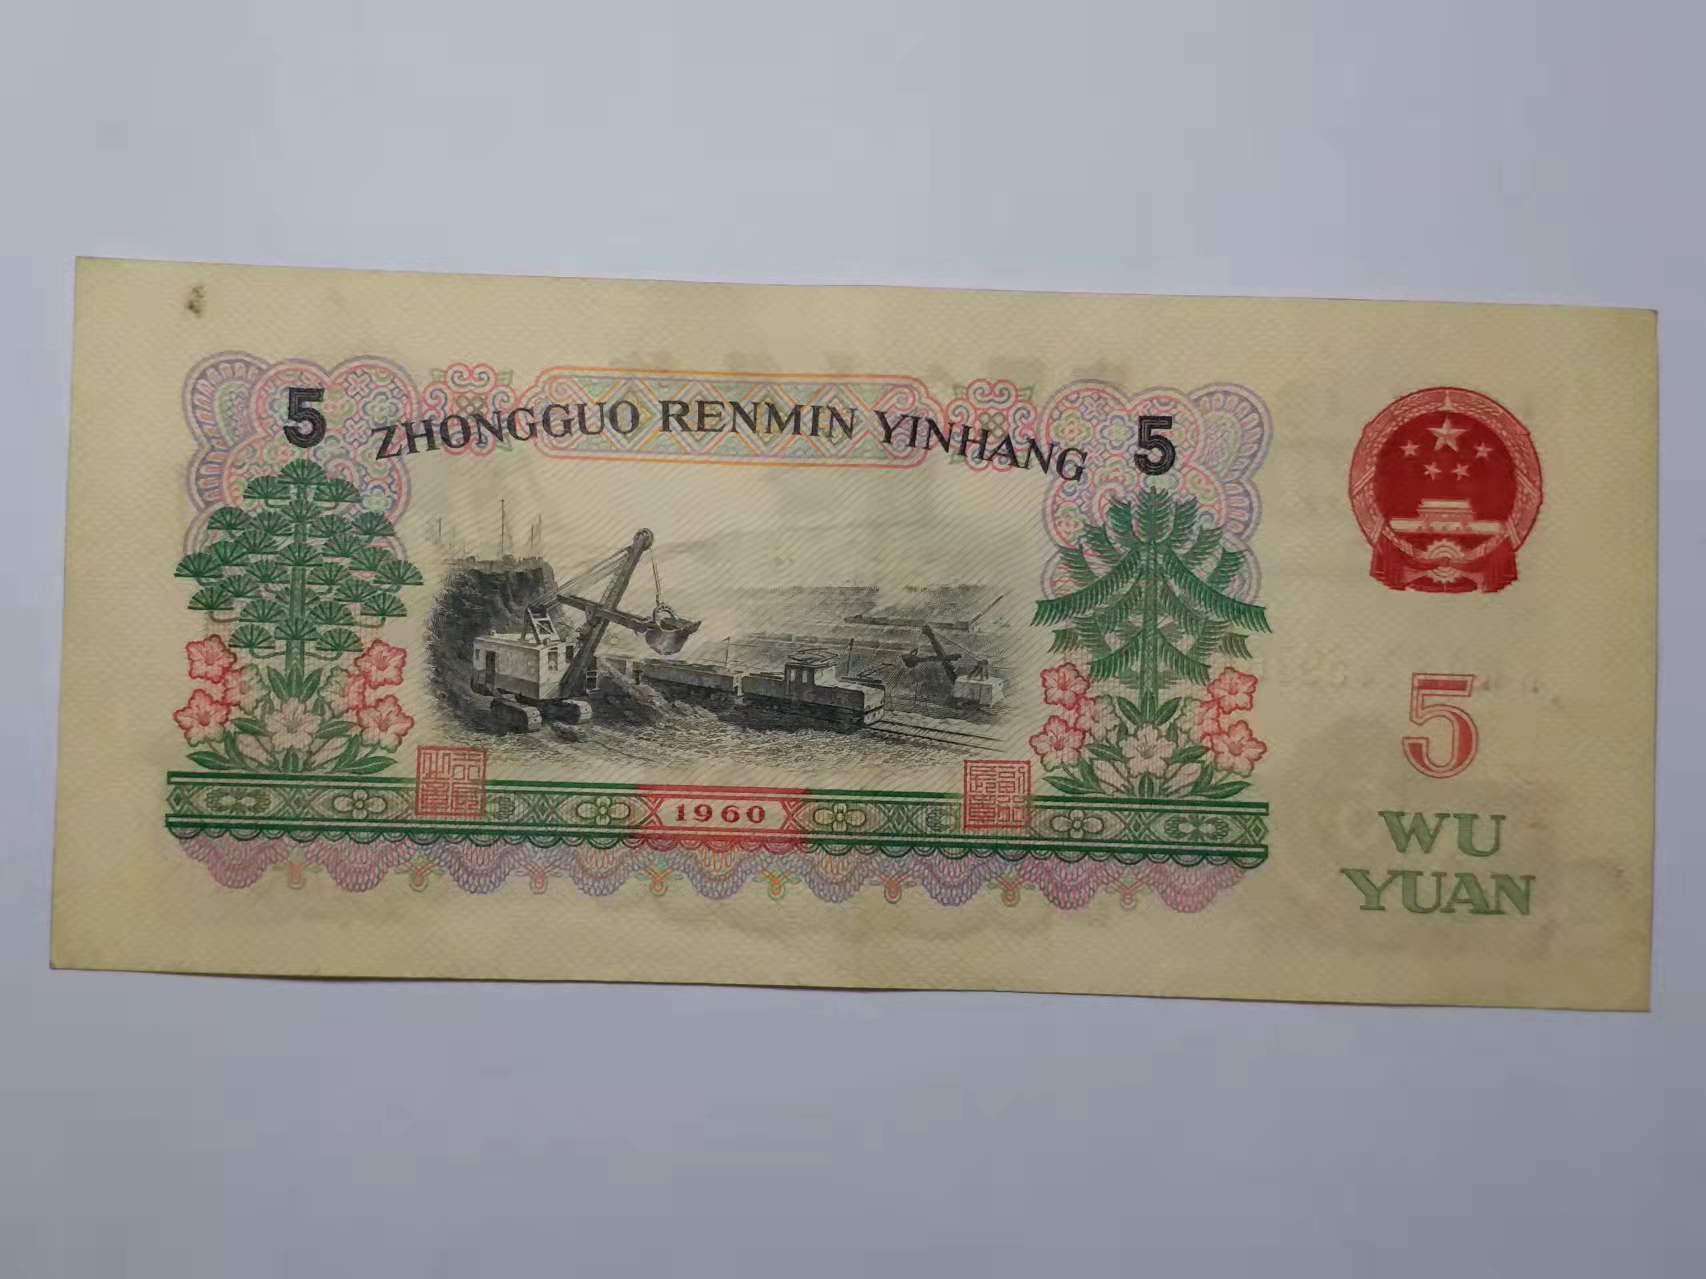 5
ZHONGGUO RENMIN YINHANG
5
5
1960
WU
YUAN